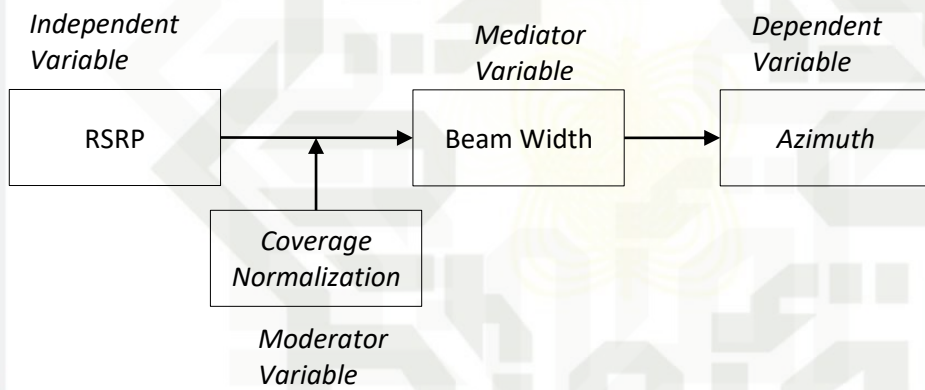 Independent
Variable
Mediator
Variable
Dependent
Variable
RSRP
Beam Width
Azimuth
Coverage
Normalization
Moderator
Variable